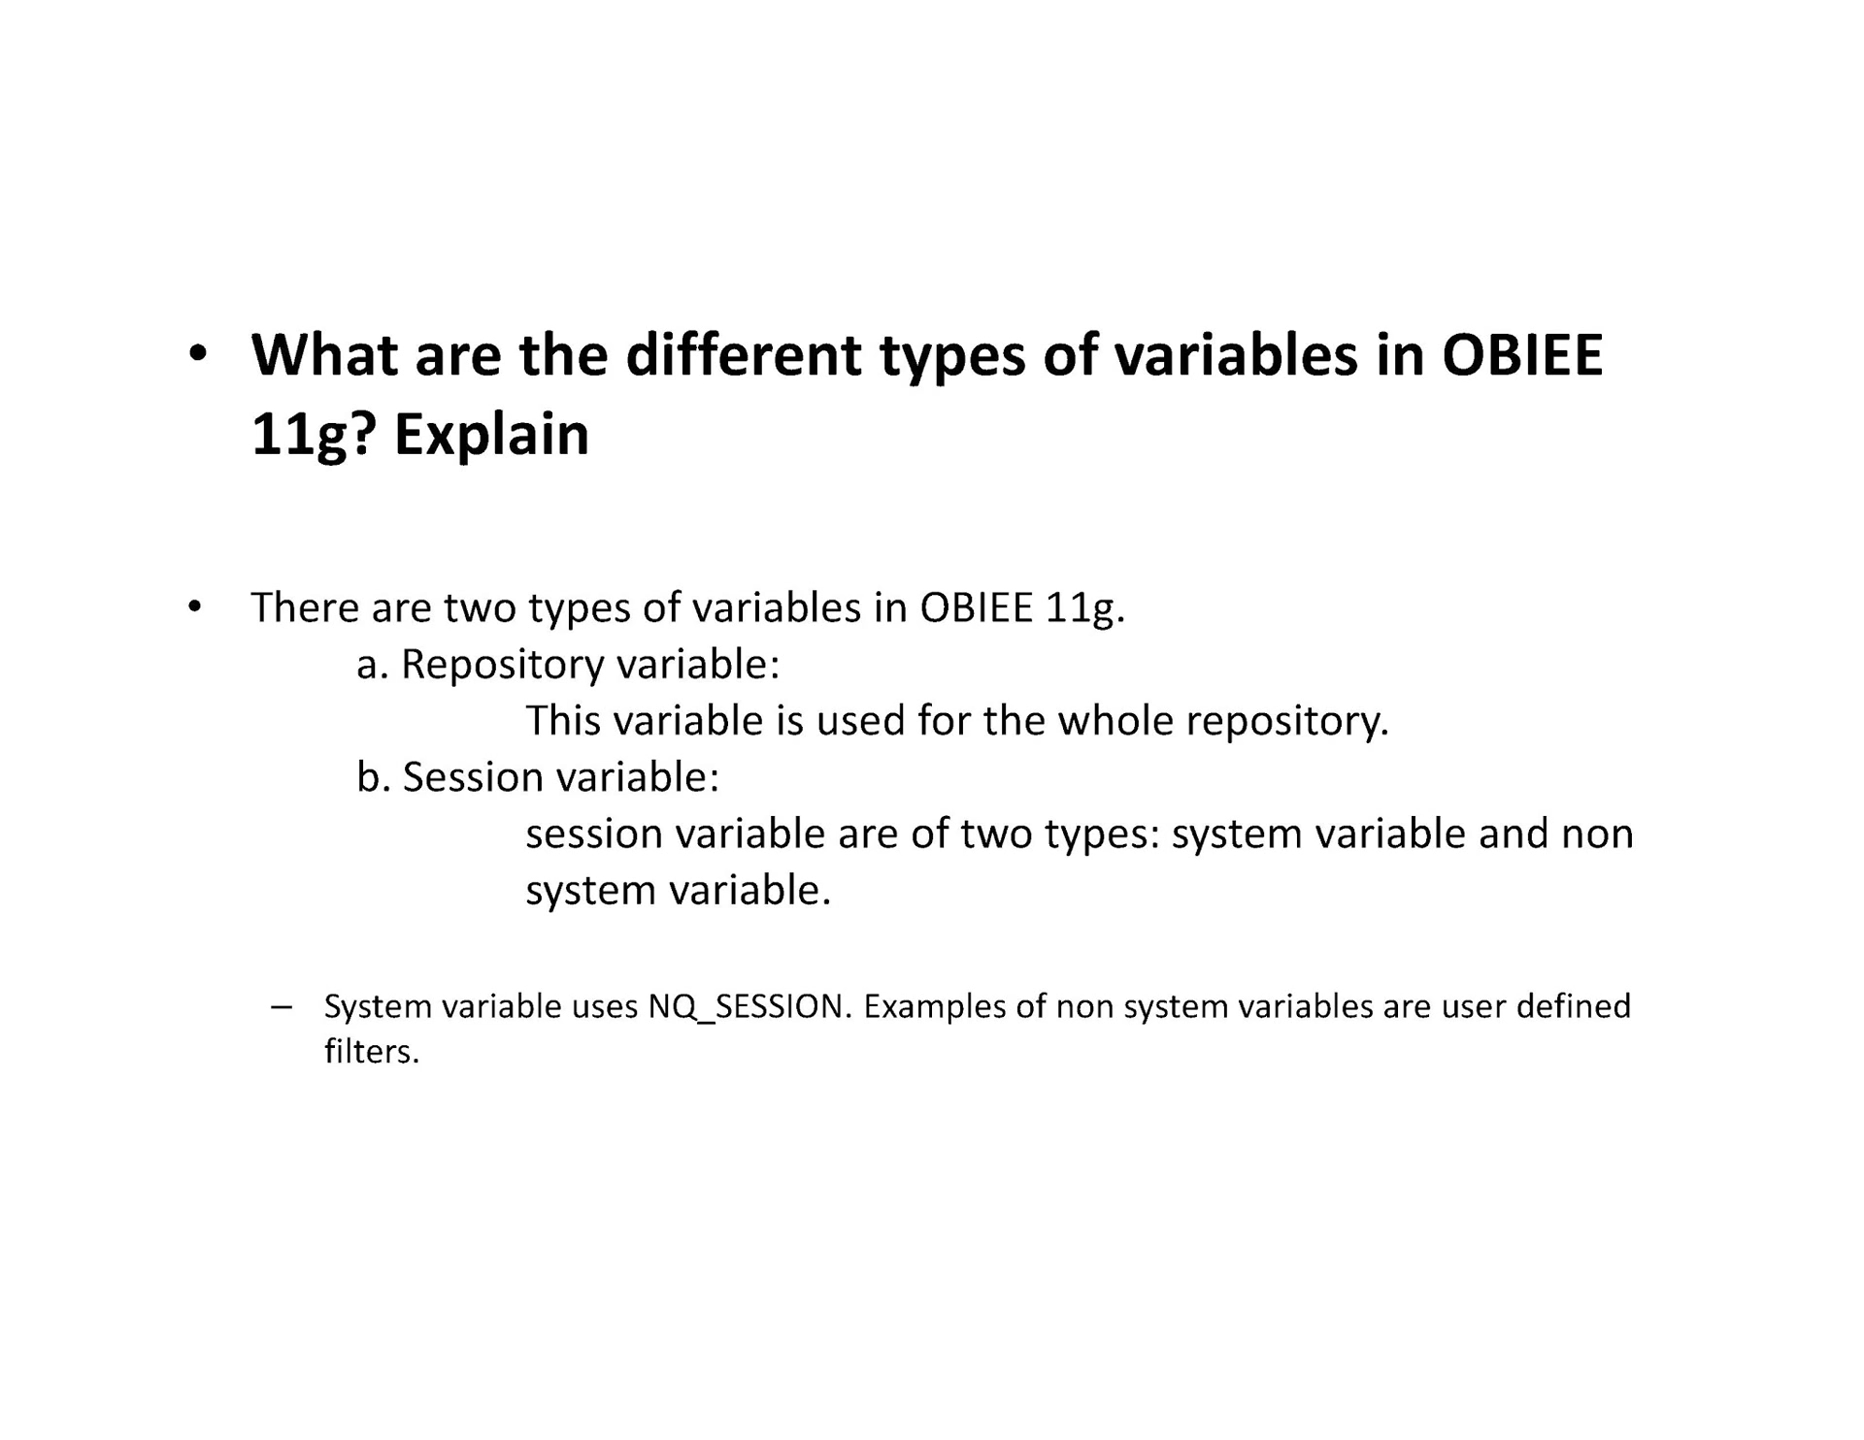 • What are the different types of variables in OBIEE
11g? Explain
• There are two types of variables in OBIEE 11g.
a. Repository variable:
This variable is used for the whole repository.
b. Session variable:
session variable are of two types: system variable and non
system variable.
– System variable uses NQ_SESSION. Examples of non system variables are user defined
filters.